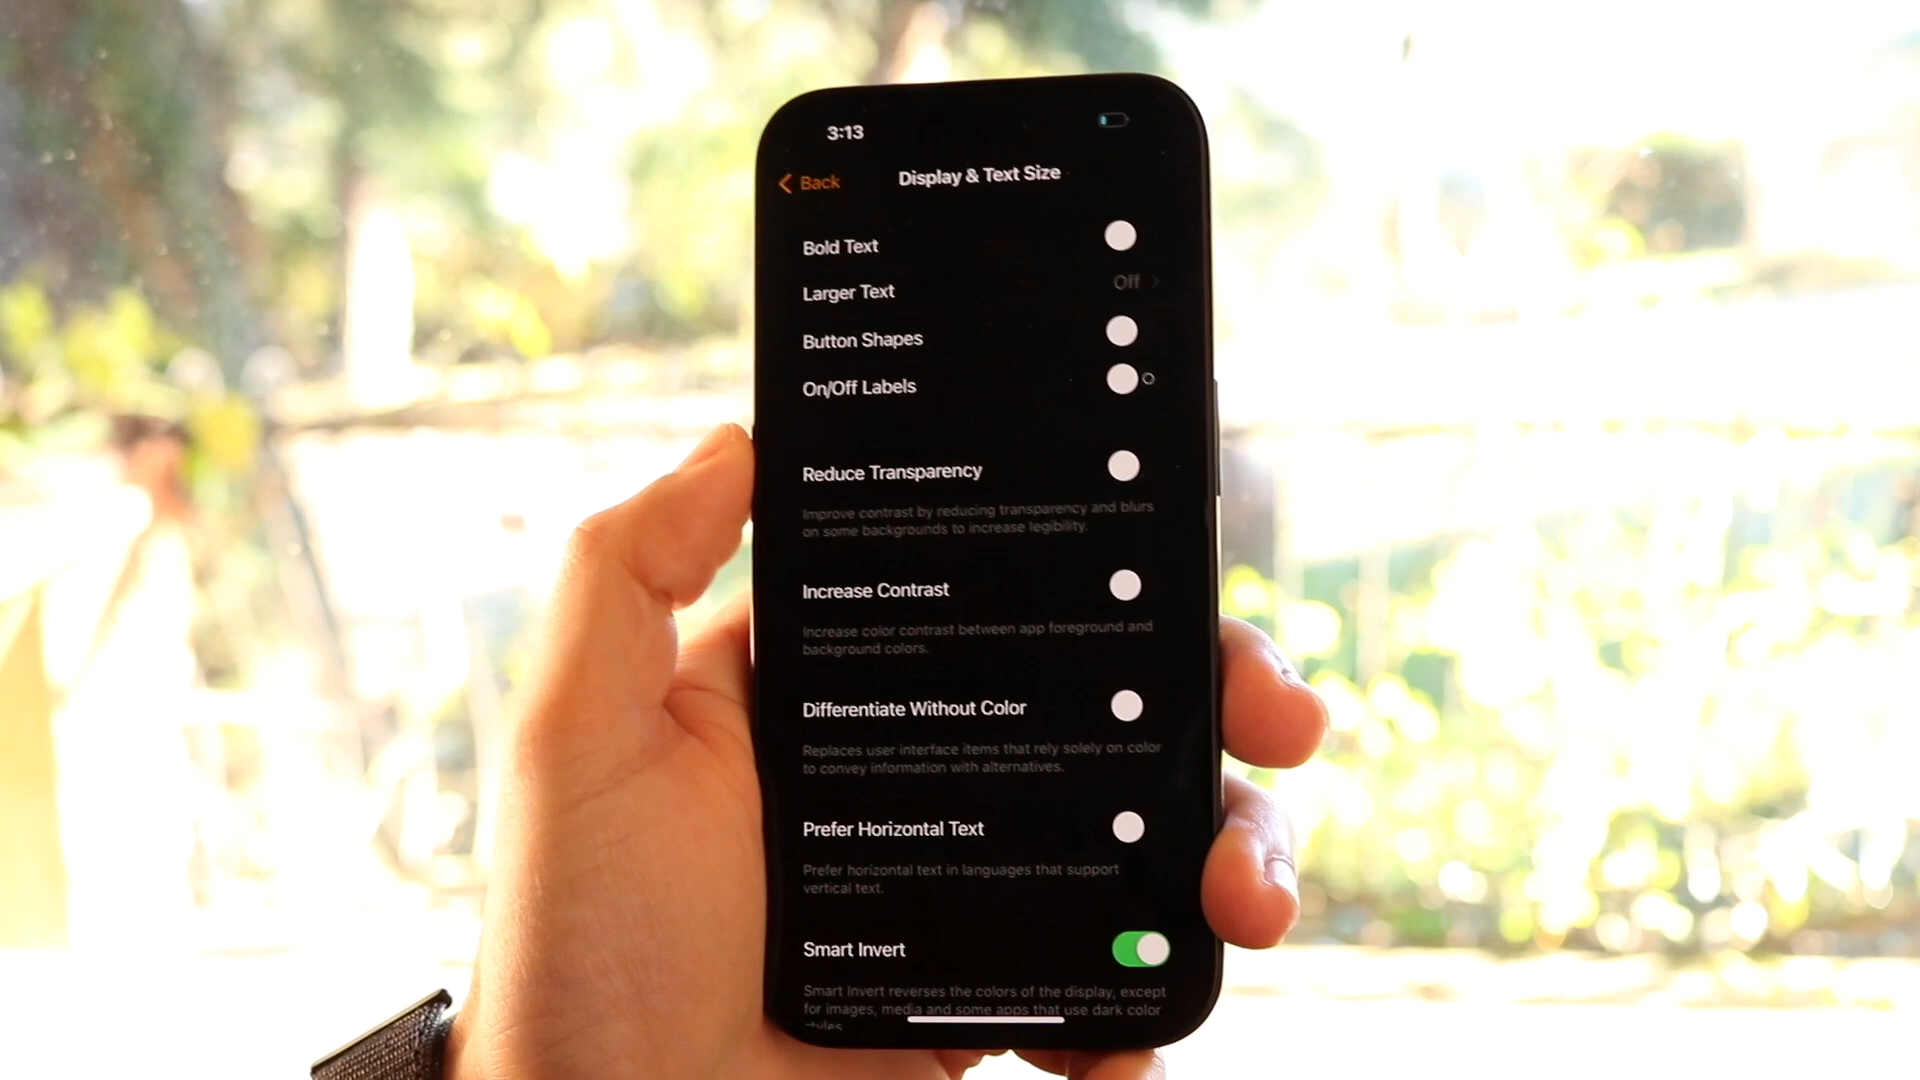 3:13
Back
Display & Text Size
Bold Text
Larger Text Off
Button Shapes
On/Off Labels
Reduce Transparency
Improve contrast by reducing transparency and blurs
on some backgrounds to increase legibility.
Increase Contrast
Increase color contrast between app foreground and
background colors.
Differentiate Without Color
Replaces user interface items that rely solely on color
to convey information with alternatives.
Prefer Horizontal Text
Prefer horizontal text in languages that support
vertical text.
Smart Invert
Smart Invert reverses the colors of the display, except
for images, media and some apps that use dark color
styles.